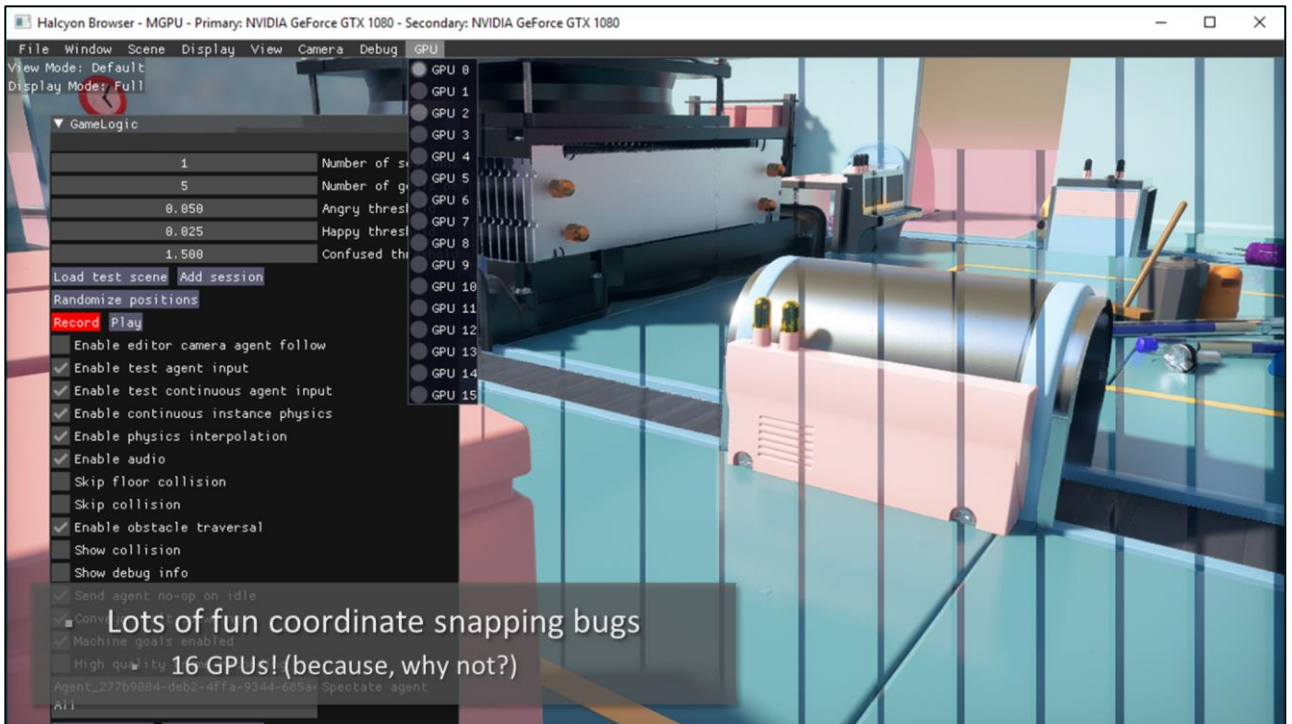 Halcyon Browser - MGPU - Primary: NVIDIA GeForce GTX 1080 - Secondary: NVIDIA GeForce GTX 1080
File Window Scene Display View Camera Debug GPU
View Mode: Default
Display Mode: Full
GPU 0
GPU 1
GPU 2
GPU 3
GPU 4
GPU 5
GPU 6
GPU 7
GPU 8
GPU 9
GPU 10
GPU 11
GPU 12
GPU 13
GPU 14
GPU 15
▼ GameLogic
1 Number of
5 Number of
0.050 Angry
0.025 Happy
1.500 Confused
Load test scene Add session
Randomize positions
Record Play
Enable editor camera agent follow
Enable test agent input
Enable test continuous agent input
Enable continuous instance physics
Enable physics interpolation
Enable audio
Skip floor collision
Skip collision
Enable obstacle traversal
Show collision
Show debug info
Send agent no-op on idle
Lots of fun coordinate snapping bugs
Machine goals enabled
High quality
16 GPUs! (because, why not?)
Spectate agent
All